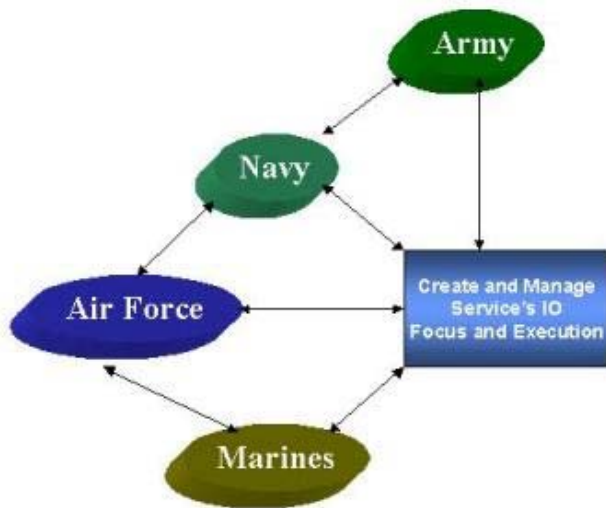 Army
Navy
Air Force
Create and Manage
Service's IO
Focus and Execution
Marines